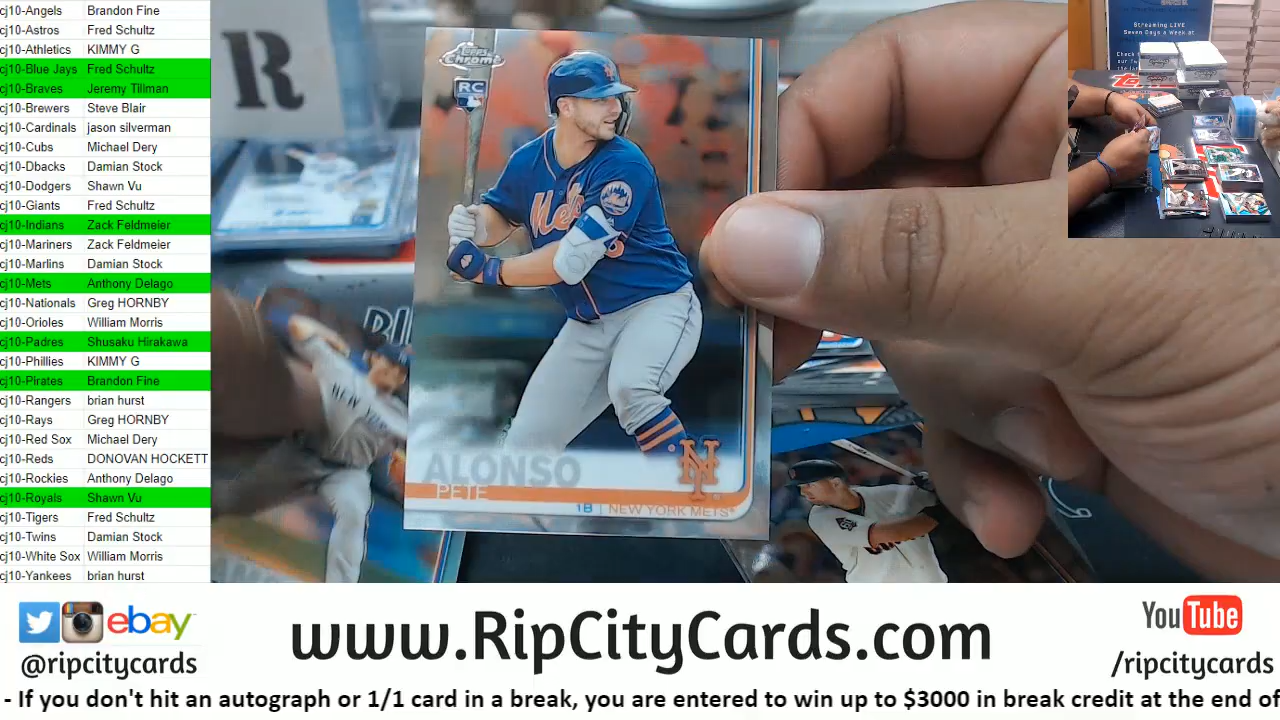 cj10-Angels Brandon Fine
cj10-Astros Fred Schultz
cj10-Athletics KIMMY G
cj10-Blue Jays Fred Schultz
cj10-Braves Jeremy Tillman
cj10-Brewers Steve Blair
cj10-Cardinals jason silverman
cj10-Cubs Michael Dery
cj10-Dbacks Damian Stock
cj10-Dodgers Shawn Vu
cj10-Giants Fred Schultz
cj10-Indians Zack Feldmeier
cj10-Mariners Zack Feldmeier
cj10-Marlins Damian Stock
cj10-Mets Anthony Delago
cj10-Nationals Greg HORNBY
cj10-Orioles William Morris
cj10-Padres Shusaku Hirakawa
cj10-Phillies KIMMY G
cj10-Pirates Brandon Fine
cj10-Rangers brian hurst
cj10-Rays Greg HORNBY
cj10-Red Sox Michael Dery
cj10-Reds DONOVAN HOCKETT
cj10-Rockies Anthony Delago
cj10-Royals Shawn Vu
cj10-Tigers Fred Schultz
cj10-Twins Damian Stock
cj10-White Sox William Morris
cj10-Yankees brian hurst
R
Topps
Chrome
RC
Mets
ALONSO
PETE
1B | NEW YORK METS
Streaming LIVE
Seven Days a Week at
ebay
@ripcitycards
www.RipCityCards.com
YouTube
/ripcitycards
- If you don't hit an autograph or 1/1 card in a break, you are entered to win up to $3000 in break credit at the end of